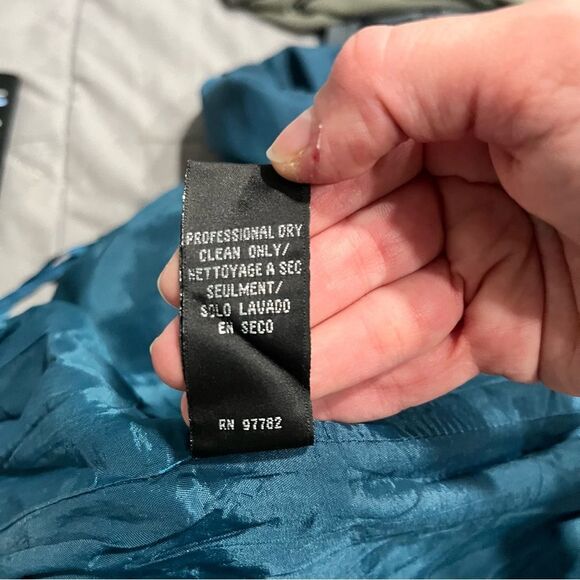 PROFESSIONAL DRY
CLEAN ONLY/
NETTOYAGE A SEC
SEULMENT/
SOLO LAVADO
EN SECO
RN 97782